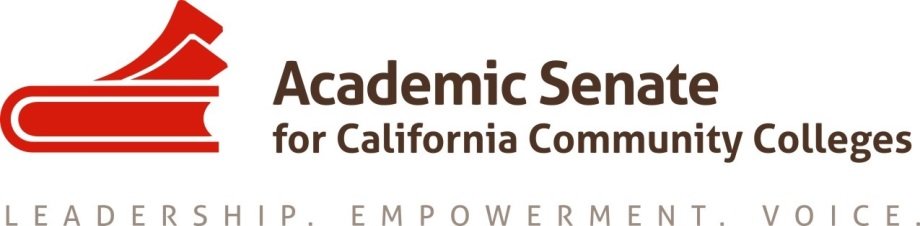 Academic Senate
for California Community Colleges
LEADERSHIP. EMPOWERMENT. VOICE.